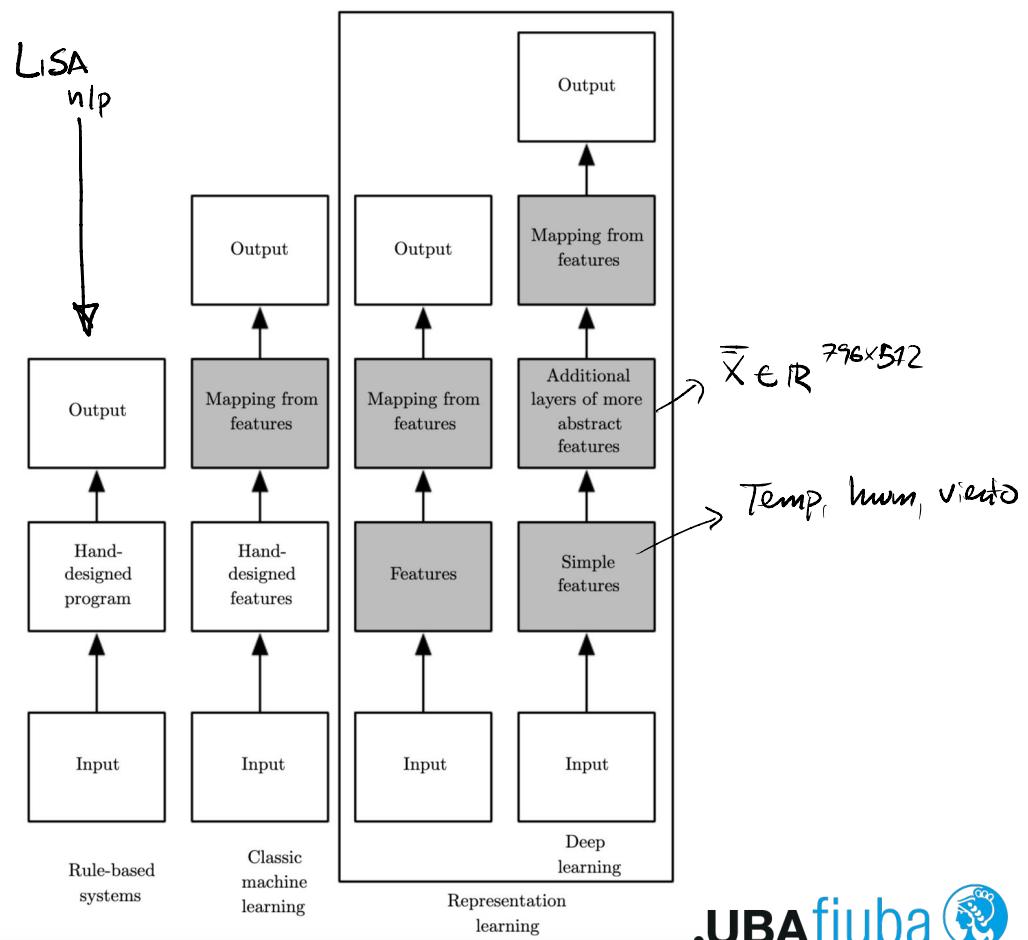 LISA
nlp
Output
Output
Output
Mapping from
features
Output
Mapping from
features
Mapping from
features
Additional
layers of more
abstract
features
X̿ ∈ ℝ 796×512
Hand-
designed
program
Hand-
designed
features
Features
Simple
features
Temp, hum, viento
Input
Input
Input
Input
Rule-based
systems
Classic
machine
learning
Deep
learning
Representation
learning
.UBAfiuba